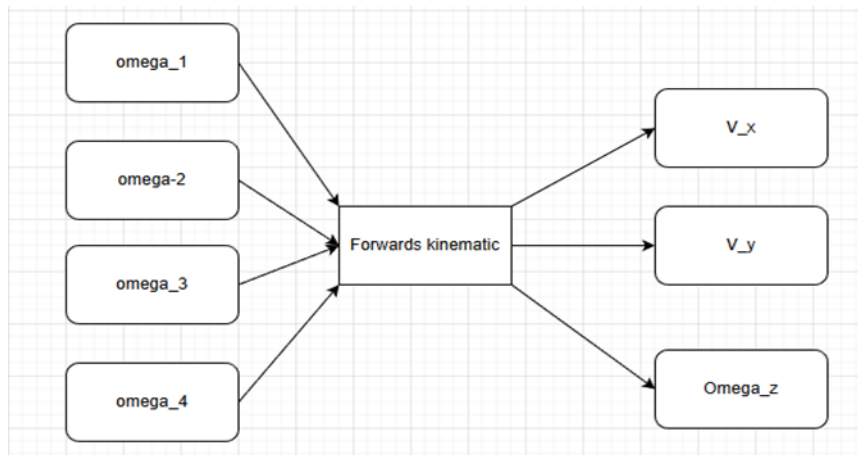 omega_1
omega-2
omega_3
omega_4
Forwards kinematic
V_x
V_y
Omega_z